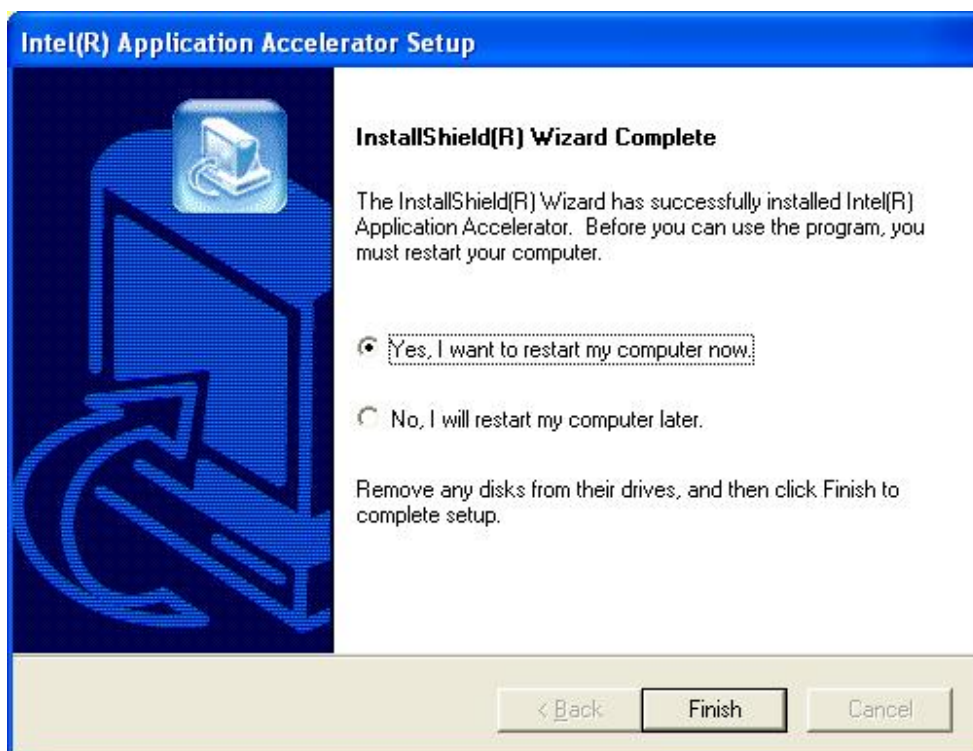 Intel(R) Application Accelerator Setup
InstallShield(R) Wizard Complete
The InstallShield(R) Wizard has successfully installed Intel(R)
Application Accelerator.  Before you can use the program, you
must restart your computer.
Yes, I want to restart my computer now.
No, I will restart my computer later.
Remove any disks from their drives, and then click Finish to
complete setup.
< Back
Finish
Cancel